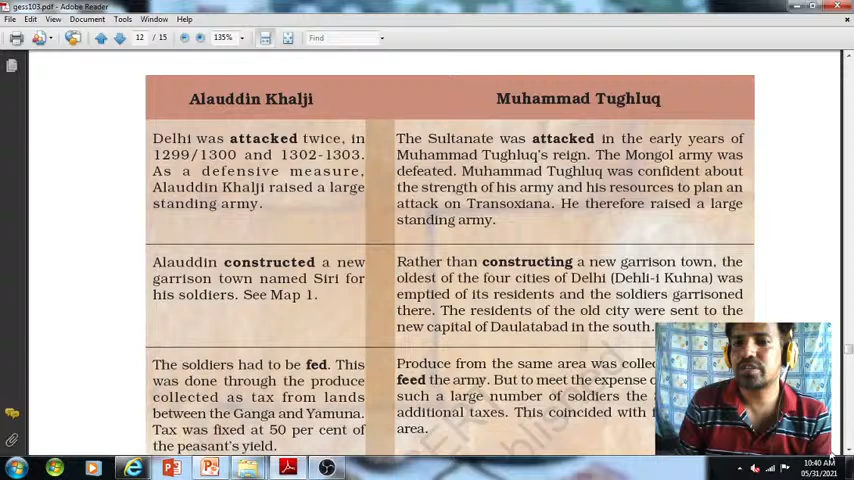 gess103.pdf - Adobe Reader
File Edit View Document Tools Window Help
12 / 15 135% Find
Alauddin Khalji
Muhammad Tughluq
Delhi was attacked twice, in
1299/1300 and 1302-1303.
As a defensive measure,
Alauddin Khalji raised a large
standing army.
The Sultanate was attacked in the early years of
Muhammad Tughluq's reign. The Mongol army was
defeated. Muhammad Tughluq was confident about
the strength of his army and his resources to plan an
attack on Transoxiana. He therefore raised a large
standing army.
Alauddin constructed a new
garrison town named Siri for
his soldiers. See Map 1.
Rather than constructing a new garrison town, the
oldest of the four cities of Delhi (Dehli-i Kuhna) was
emptied of its residents and the soldiers garrisoned
there. The residents of the old city were sent to the
new capital of Daulatabad in the south.
The soldiers had to be fed. This
was done through the produce
collected as tax from lands
between the Ganga and Yamuna.
Tax was fixed at 50 per cent of
the peasant's yield.
Produce from the same area was
feed the army. But to meet the expense
such a large number of soldiers the
additional taxes. This coincided with
area.
10:40 AM
05/31/2021